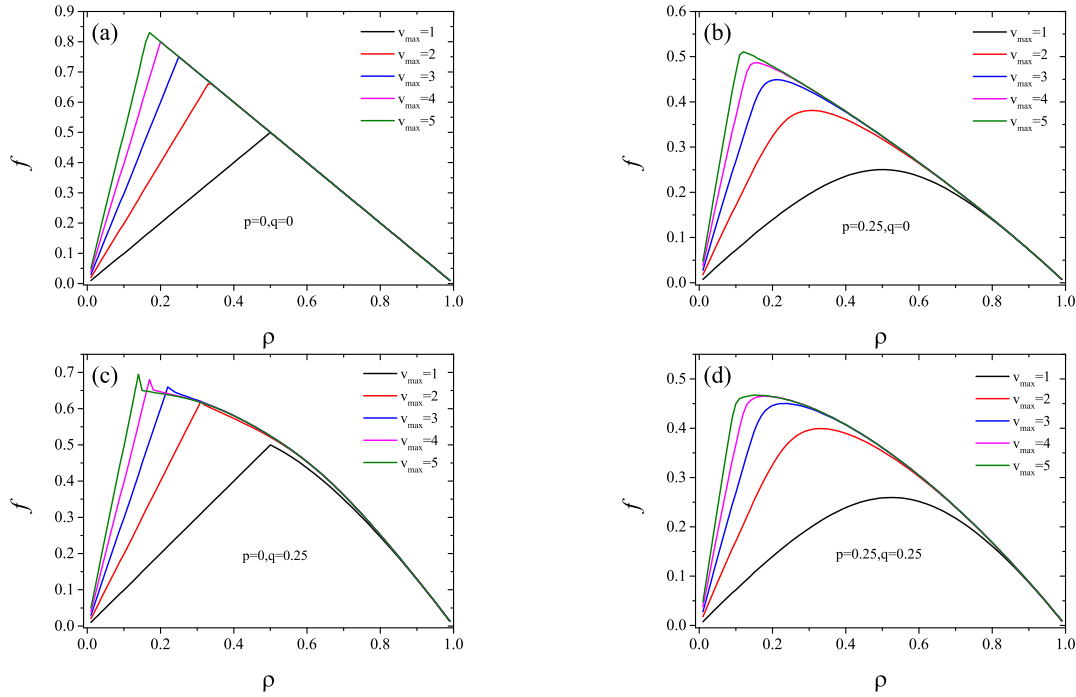 (a)
v_max=1
v_max=2
v_max=3
v_max=4
v_max=5
p=0,q=0
f
0.9
0.8
0.7
0.6
0.5
0.4
0.3
0.2
0.1
0.0
0.0 0.2 0.4 0.6 0.8 1.0
ρ
(b)
v_max=1
v_max=2
v_max=3
v_max=4
v_max=5
p=0.25,q=0
f
0.6
0.5
0.4
0.3
0.2
0.1
0.0
0.0 0.2 0.4 0.6 0.8 1.0
ρ
(c)
v_max=1
v_max=2
v_max=3
v_max=4
v_max=5
p=0,q=0.25
f
0.7
0.6
0.5
0.4
0.3
0.2
0.1
0.0
0.0 0.2 0.4 0.6 0.8 1.0
ρ
(d)
v_max=1
v_max=2
v_max=3
v_max=4
v_max=5
p=0.25,q=0.25
f
0.5
0.4
0.3
0.2
0.1
0.0
0.0 0.2 0.4 0.6 0.8 1.0
ρ